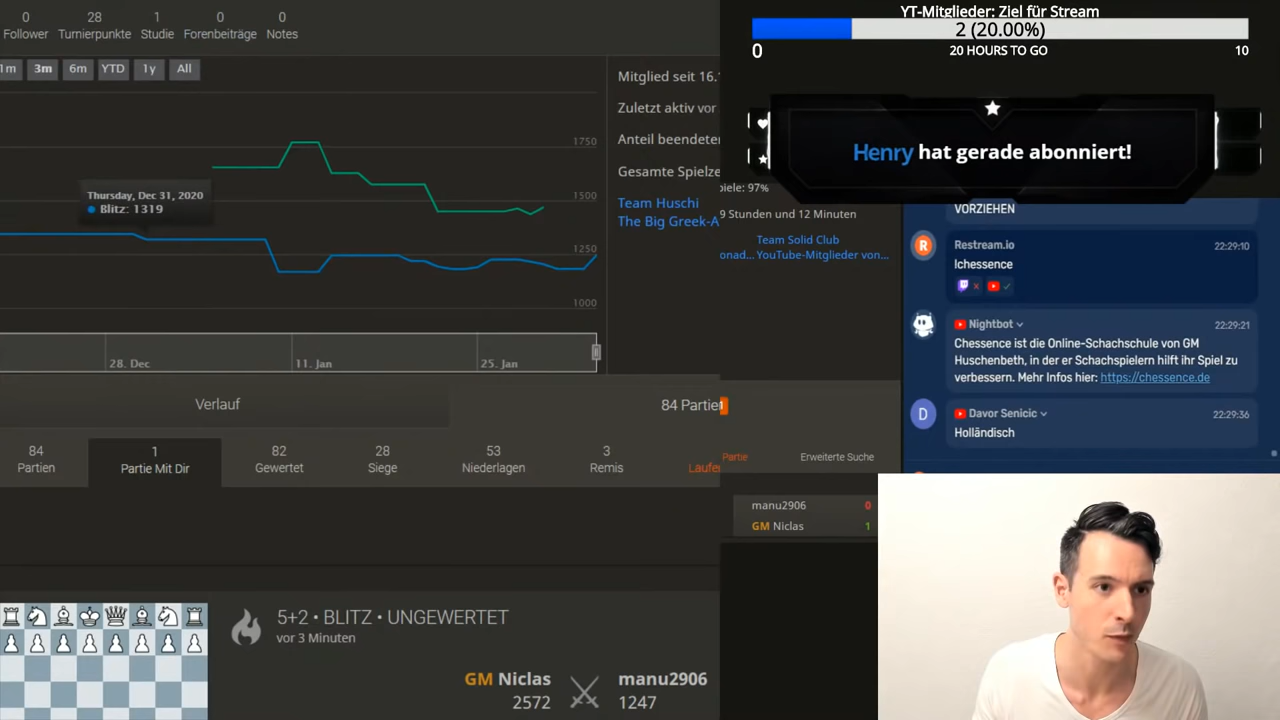 0
Follower
28
Turnierpunkte
1
Studie
0
Forenbeiträge
0
Notes
1m 3m 6m YTD 1y All
1750
1500
1250
1000
Thursday, Dec 31, 2020
Blitz: 1319
28. Dec
11. Jan
25. Jan
Mitglied seit 16.
Zuletzt aktiv vor
Anteil beendeter
Gesamte Spielze
Team Huschi
The Big Greek-A
piele: 97%
9 Stunden und 12 Minuten
Team Solid Club
onad... YouTube-Mitglieder von...
Verlauf
84 Partie
84
Partien
1
Partie Mit Dir
82
Gewertet
28
Siege
53
Niederlagen
3
Remis
Laufe
Partie
Erweiterte Suche
manu2906 0
GM Niclas 1
5+2 • BLITZ • UNGEWERTET
vor 3 Minuten
GM Niclas
2572
manu2906
1247
YT-Mitglieder: Ziel für Stream
2 (20.00%)
0
20 HOURS TO GO
10
Henry hat gerade abonniert!
VORZIEHEN
R
Restream.io 22:29:10
!chessence
Nightbot 22:29:21
Chessence ist die Online-Schachschule von GM
Huschenbeth, in der er Schachspielern hilft ihr Spiel zu
verbessern. Mehr Infos hier: https://chessence.de
D
Davor Senicic 22:29:36
Holländisch